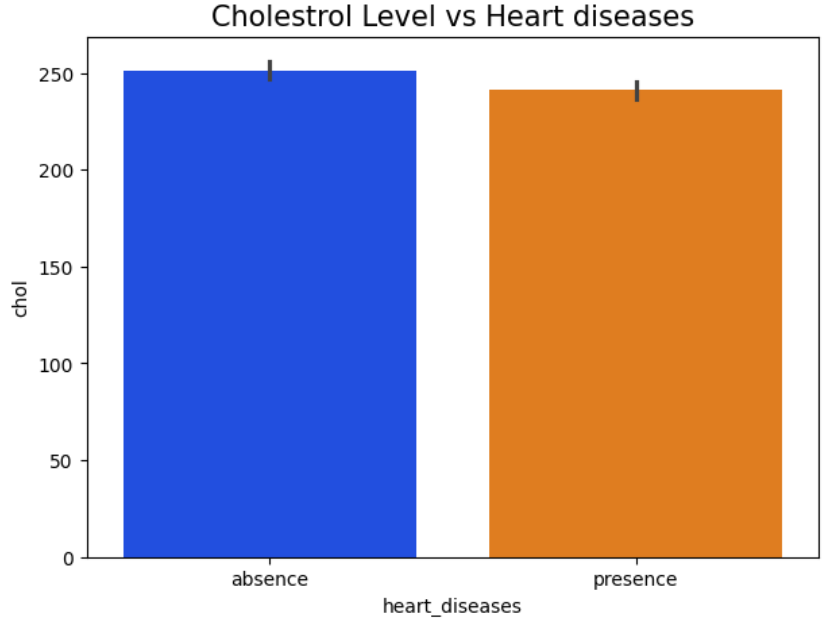 Cholestrol Level vs Heart diseases
250
200
150
100
50
0
chol
absence
presence
heart_diseases